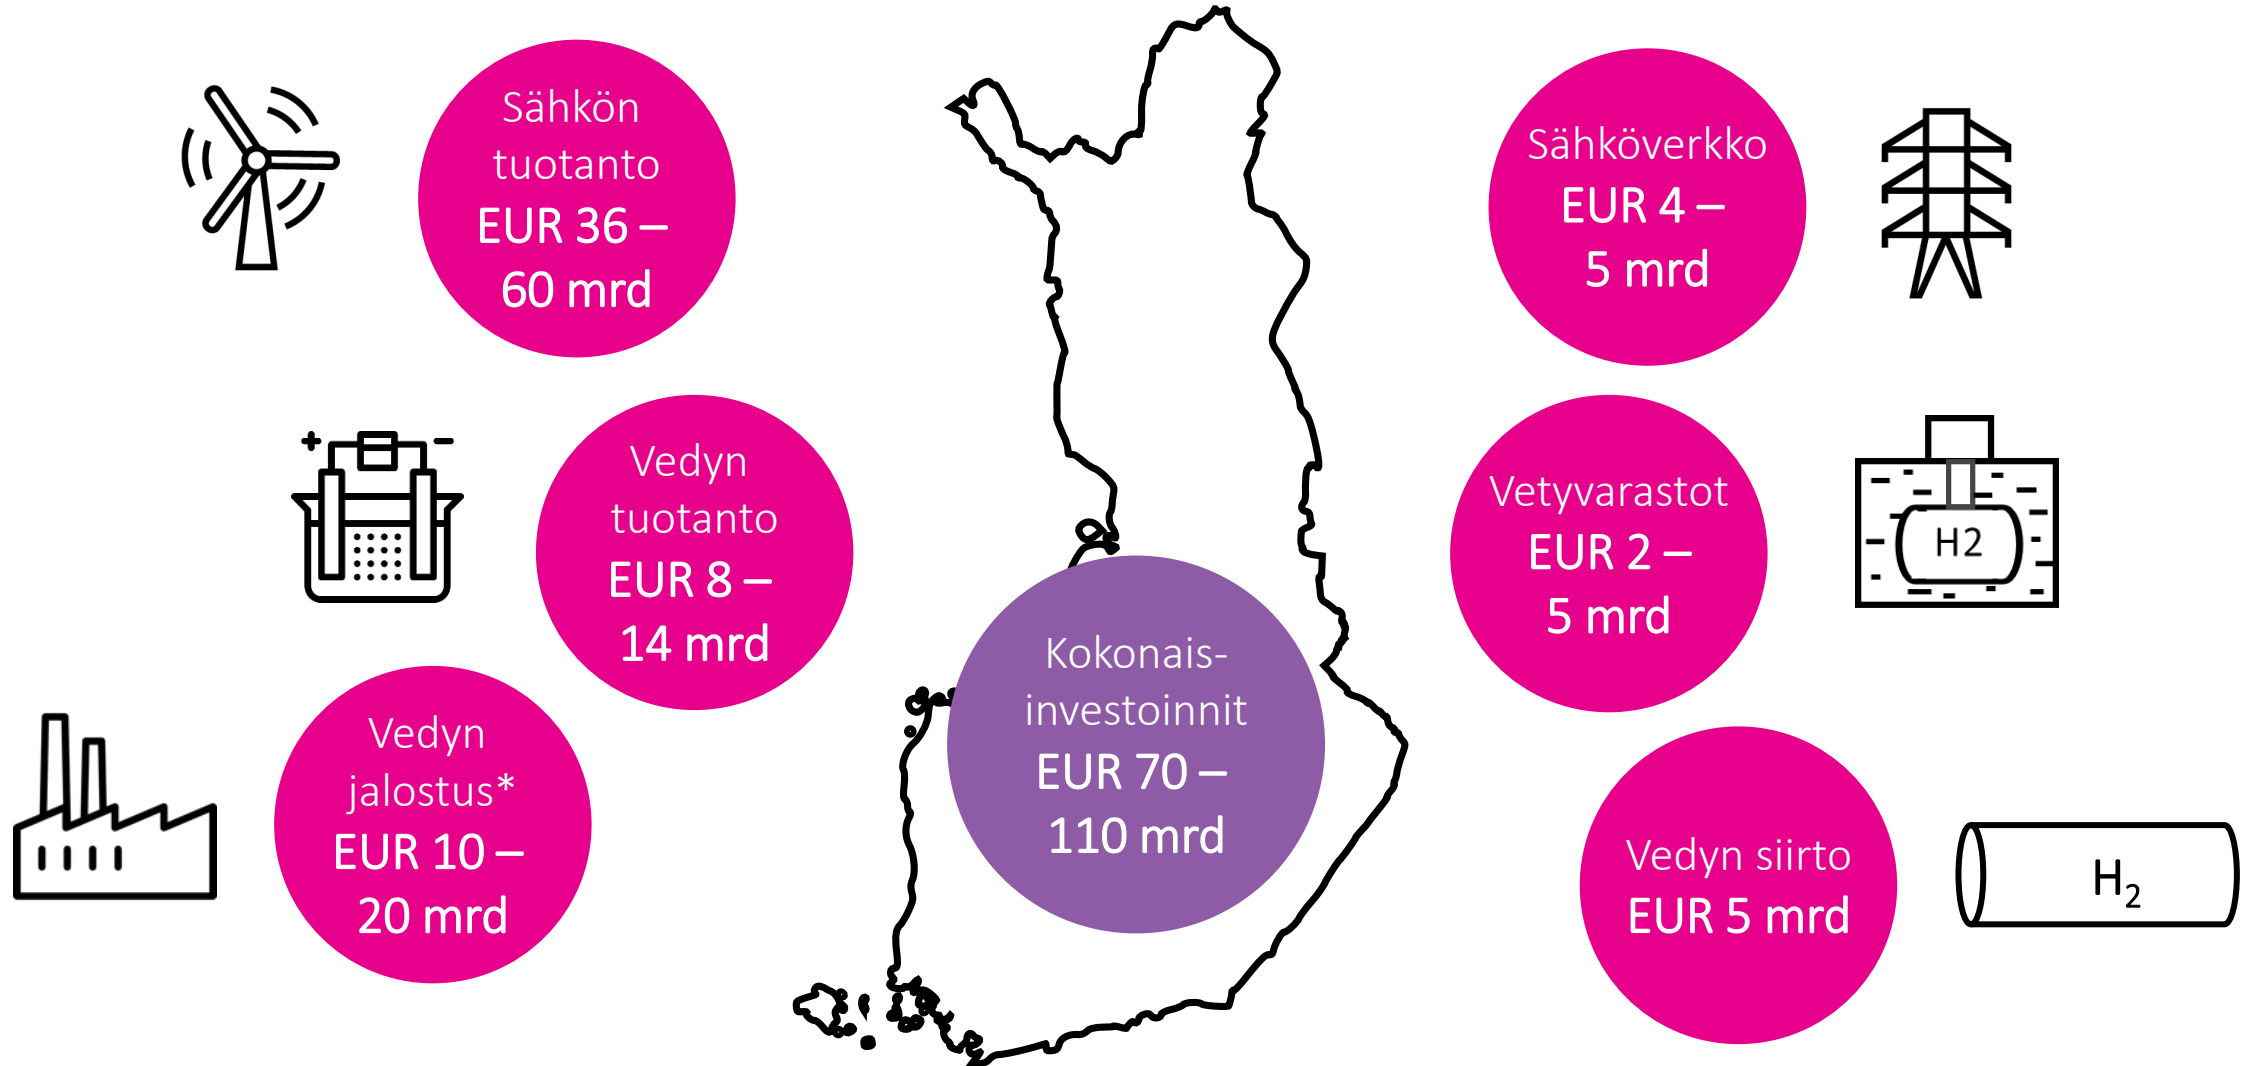 Sähkön
tuotanto
EUR 36 –
60 mrd
Vedyn
tuotanto
EUR 8 –
14 mrd
Vedyn
jalostus*
EUR 10 –
20 mrd
Kokonais-
investoinnit
EUR 70 –
110 mrd
Sähköverkko
EUR 4 –
5 mrd
Vetyvarastot
EUR 2 –
5 mrd
H2
Vedyn siirto
EUR 5 mrd
H₂